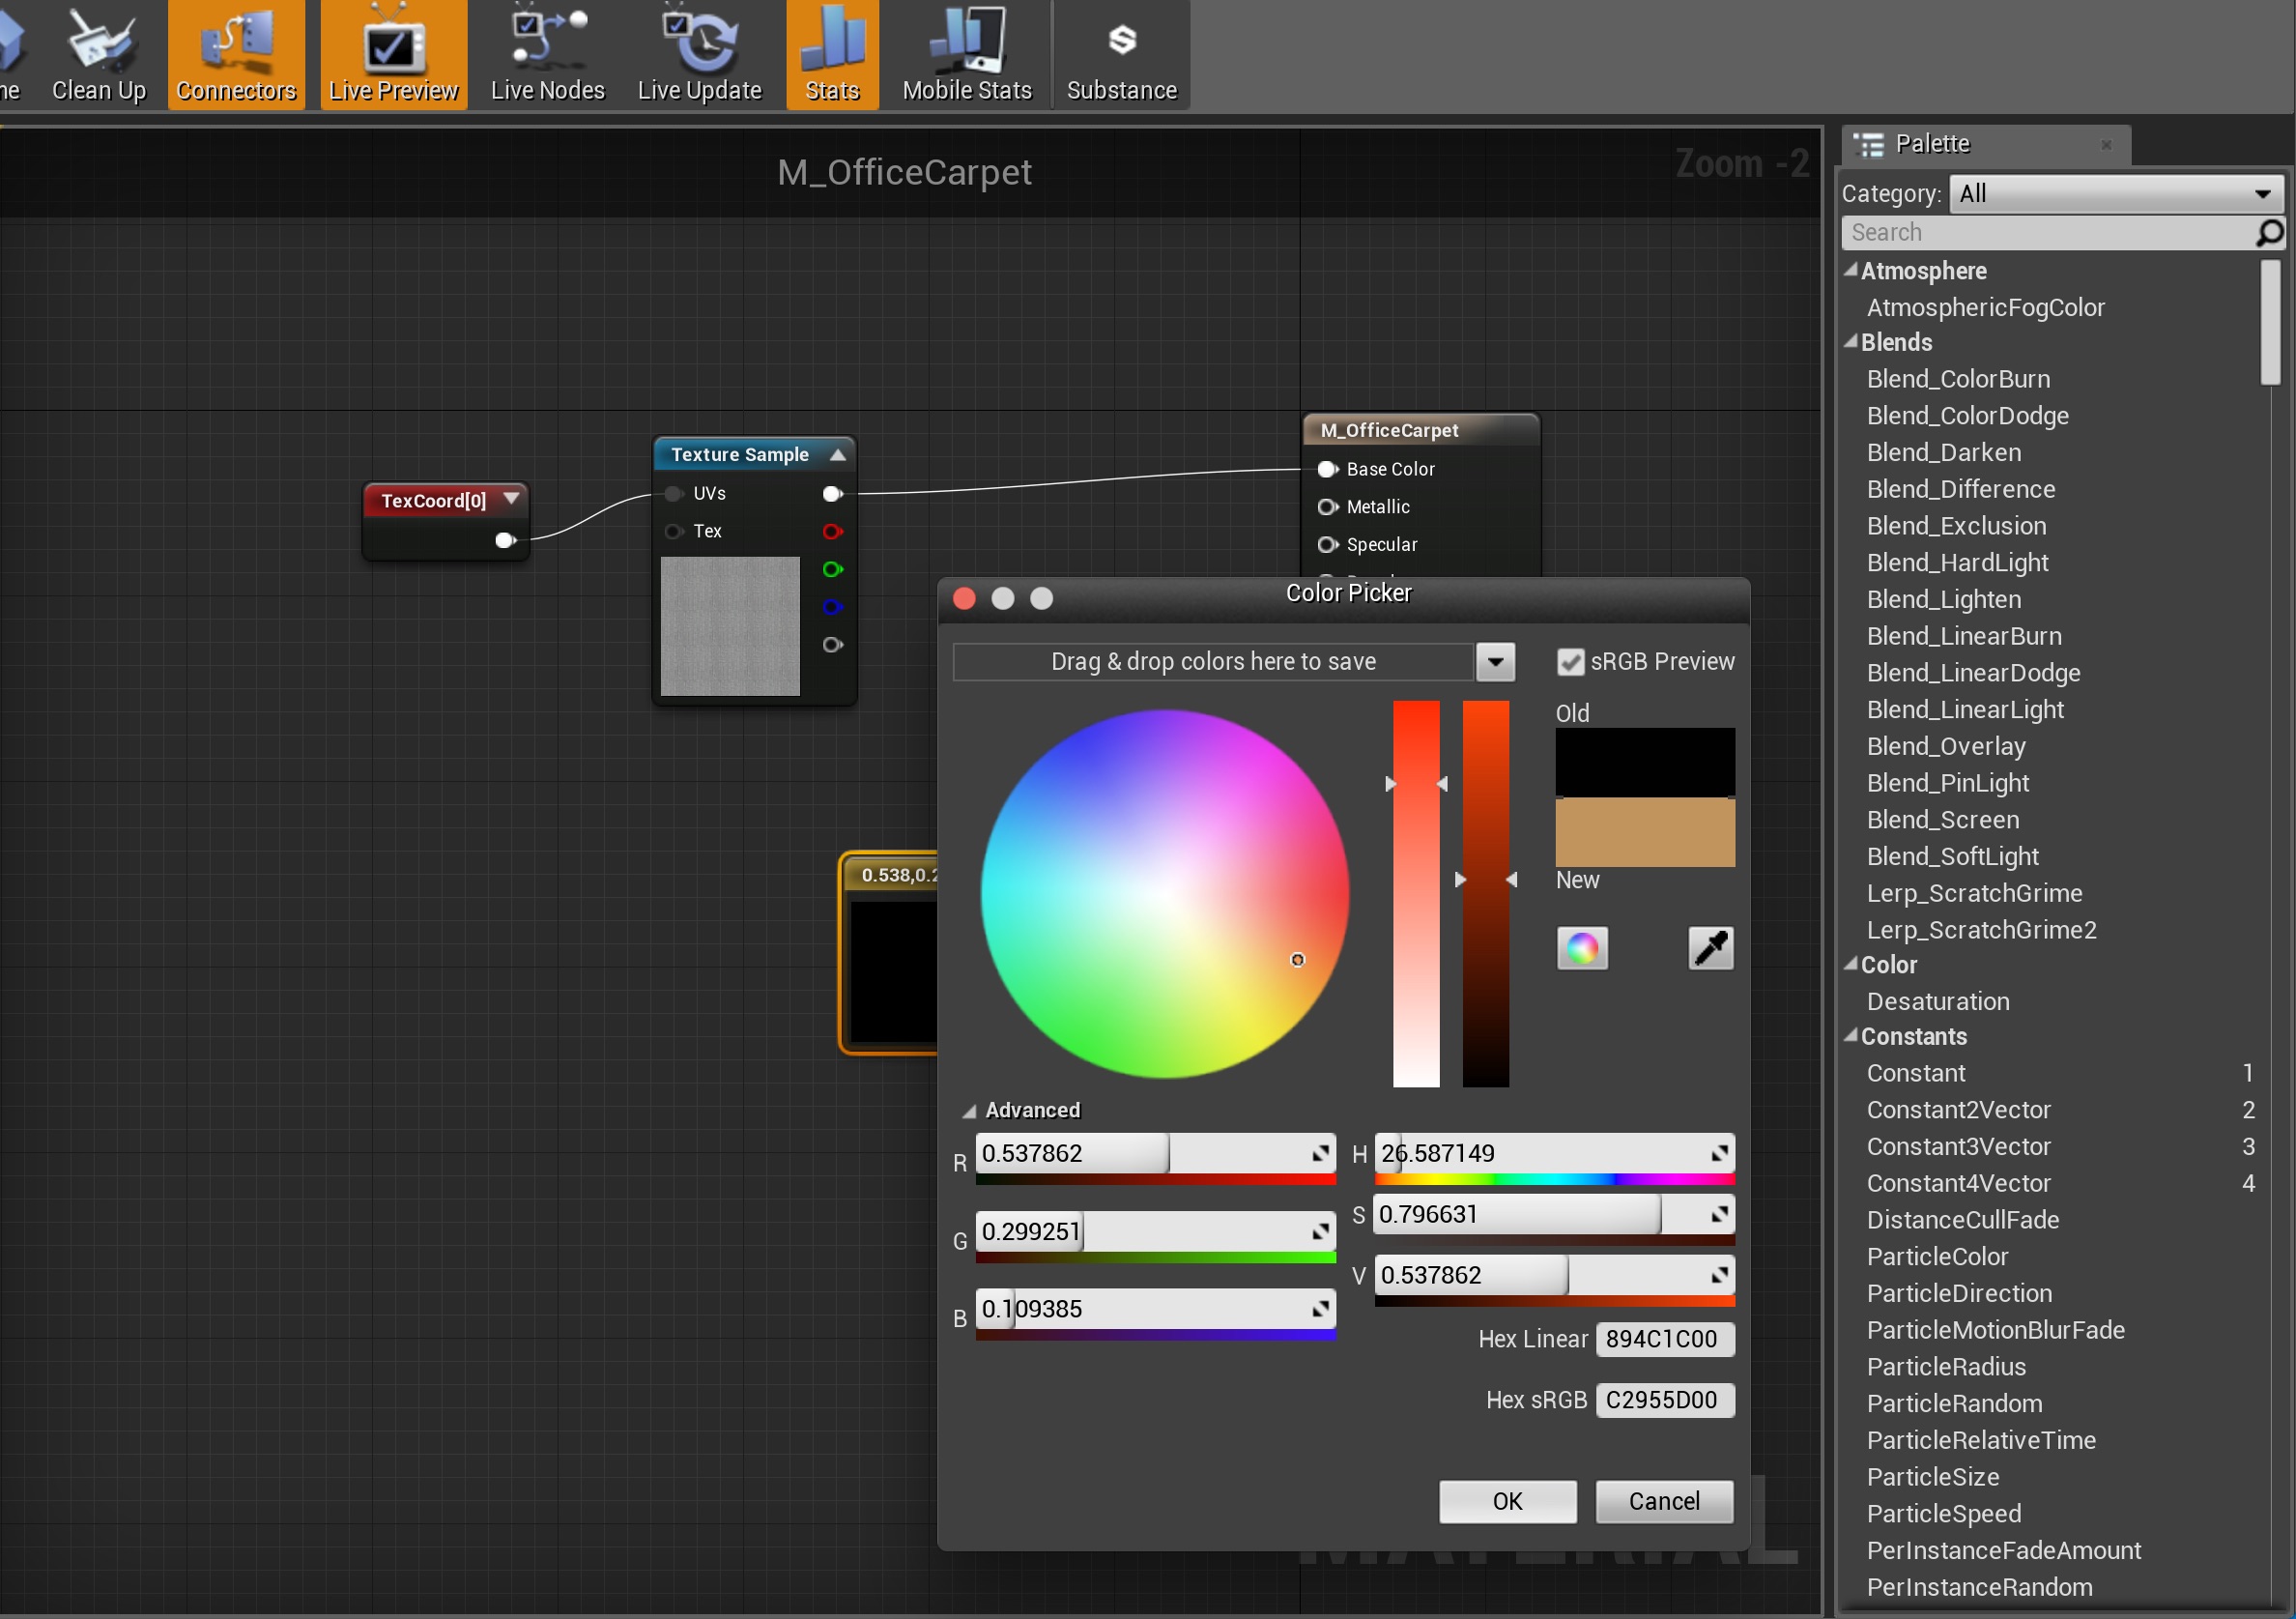 Clean Up
Connectors
Live Preview
Live Nodes
Live Update
Stats
Mobile Stats
Substance
M_OfficeCarpet
Zoom -2
TexCoord[0]
Texture Sample
UVs
Tex
M_OfficeCarpet
Base Color
Metallic
Specular
Color Picker
Drag & drop colors here to save
sRGB Preview
Old
New
Advanced
R 0.537862
G 0.299251
B 0.109385
H 26.587149
S 0.796631
V 0.537862
Hex Linear 894C1C00
Hex sRGB C2955D00
OK
Cancel
Palette
Category: All
Search
Atmosphere
AtmosphericFogColor
Blends
Blend_ColorBurn
Blend_ColorDodge
Blend_Darken
Blend_Difference
Blend_Exclusion
Blend_HardLight
Blend_Lighten
Blend_LinearBurn
Blend_LinearDodge
Blend_LinearLight
Blend_Overlay
Blend_PinLight
Blend_Screen
Blend_SoftLight
Lerp_ScratchGrime
Lerp_ScratchGrime2
Color
Desaturation
Constants
Constant 1
Constant2Vector 2
Constant3Vector 3
Constant4Vector 4
DistanceCullFade
ParticleColor
ParticleDirection
ParticleMotionBlurFade
ParticleRadius
ParticleRandom
ParticleRelativeTime
ParticleSize
ParticleSpeed
PerInstanceFadeAmount
PerInstanceRandom